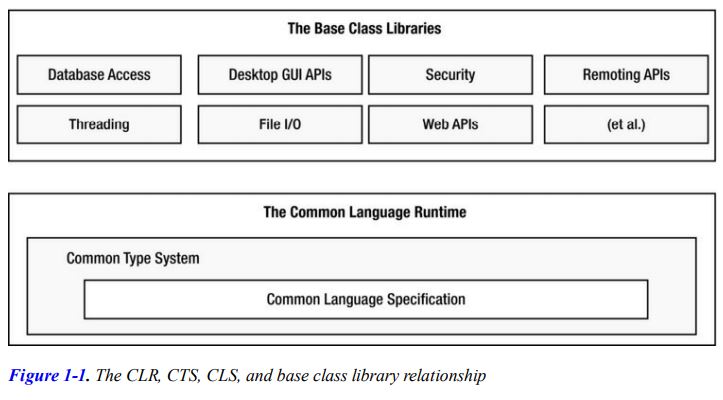 The Base Class Libraries
Database Access
Desktop GUI APIs
Security
Remoting APIs
Threading
File I/O
Web APIs
(et al.)
The Common Language Runtime
Common Type System
Common Language Specification
Figure 1-1. The CLR, CTS, CLS, and base class library relationship